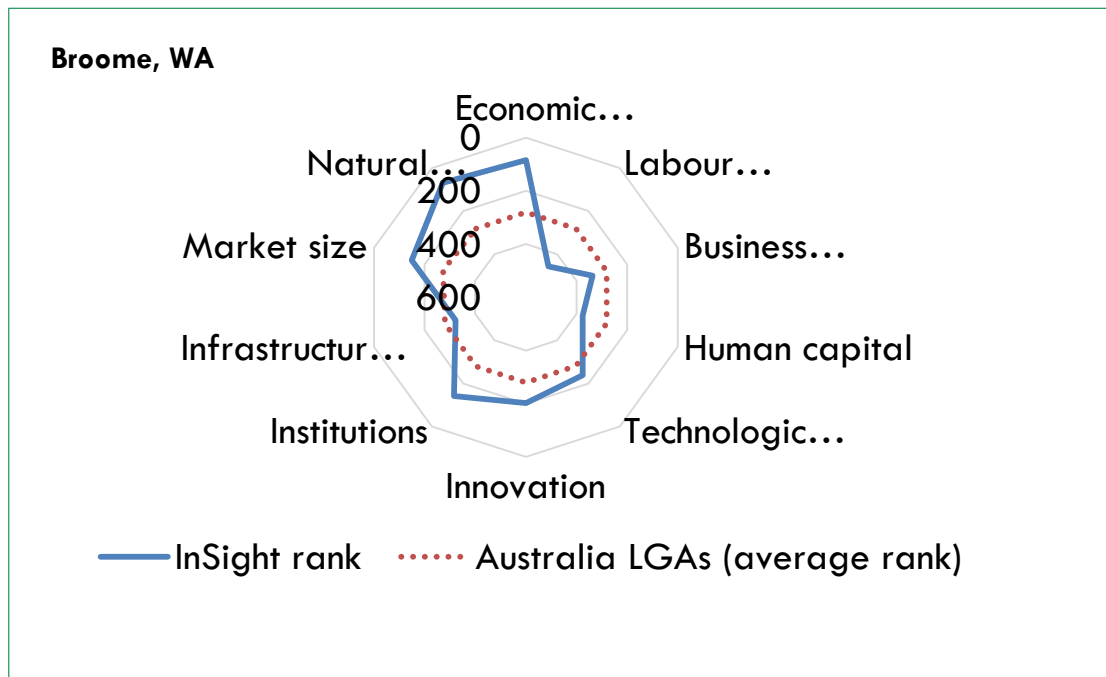 Broome, WA
Economic…
0
Natural…
Labour…
200
Market size
400
Business…
600
Infrastructur…
Human capital
Institutions
Technologic…
Innovation
InSight rank
Australia LGAs (average rank)